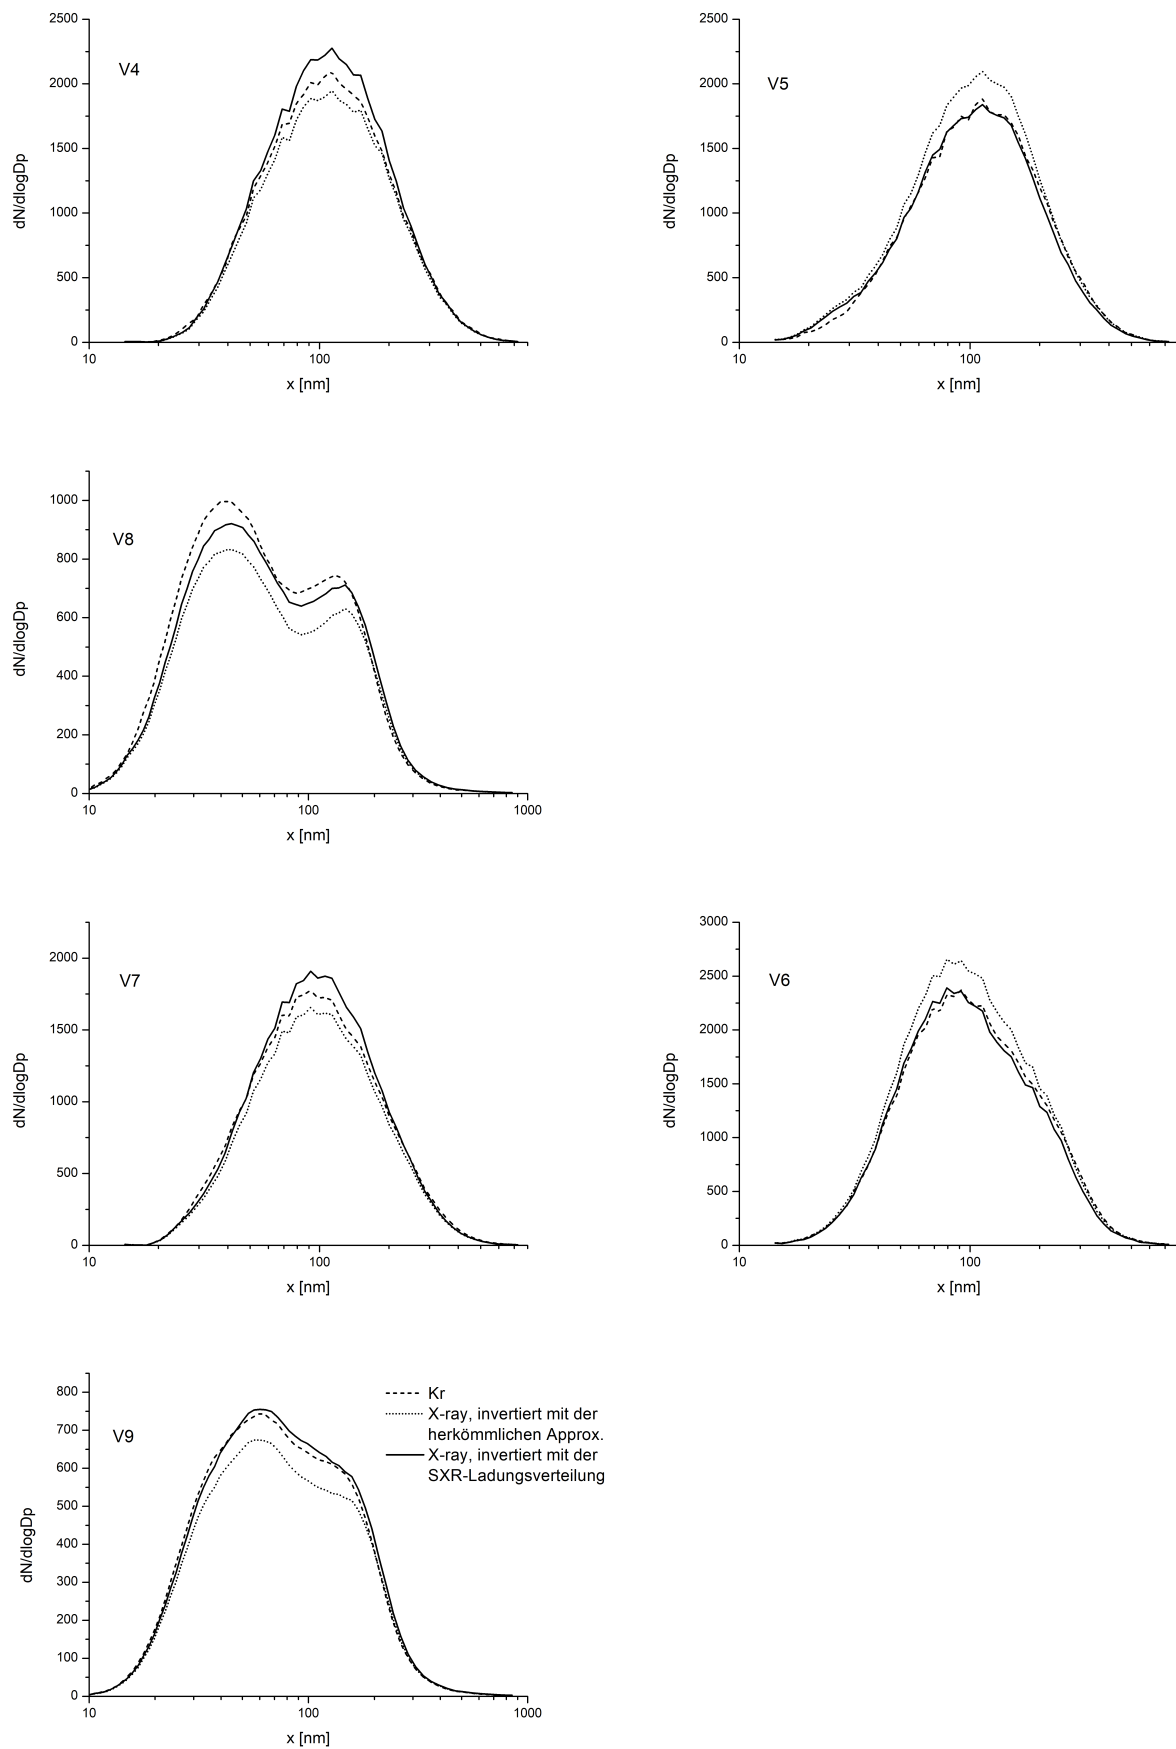 V4
2500
2000
1500
1000
500
0
dN/dlogDp
10
100
x [nm]
V5
2500
2000
1500
1000
500
0
dN/dlogDp
10
100
x [nm]
V8
1000
800
600
400
200
0
dN/dlogDp
10
100
1000
x [nm]
V7
2000
1500
1000
500
0
dN/dlogDp
10
100
x [nm]
V6
3000
2500
2000
1500
1000
500
0
dN/dlogDp
10
100
x [nm]
V9
800
700
600
500
400
300
200
100
0
dN/dlogDp
10
100
1000
x [nm]
Kr
X-ray, invertiert mit der
herkömmlichen Approx.
X-ray, invertiert mit der
SXR-Ladungsverteilung